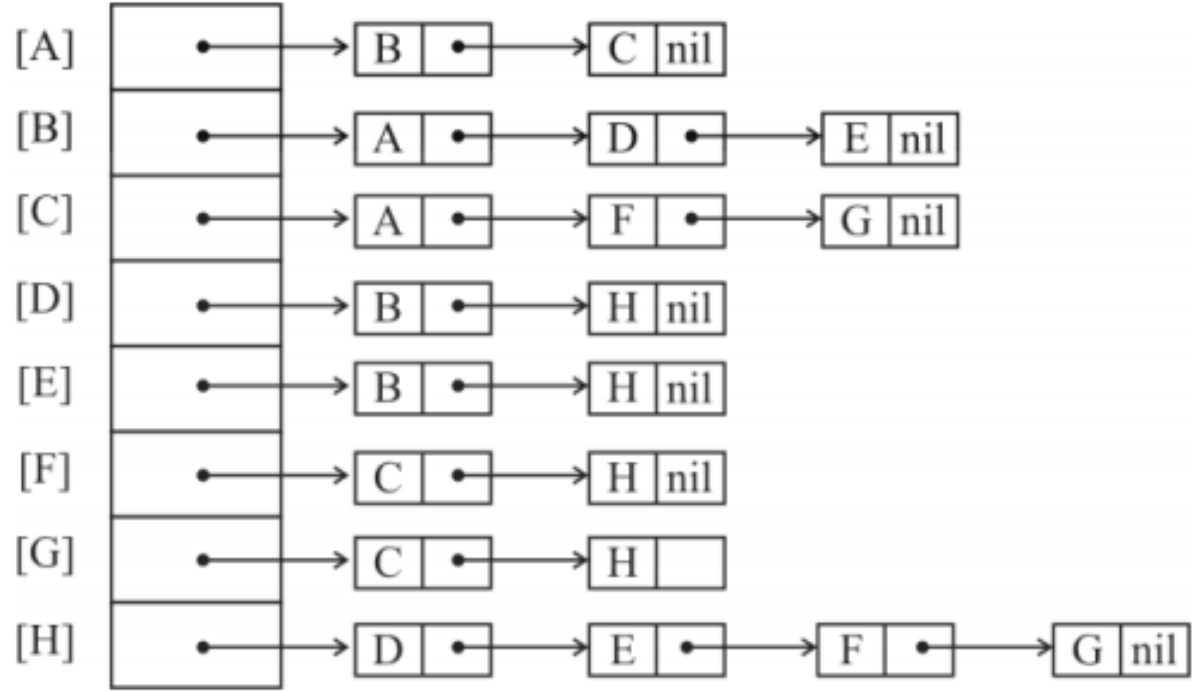 [A] B C nil
[B] A D E nil
[C] A F G nil
[D] B H nil
[E] B H nil
[F] C H nil
[G] C H
[H] D E F G nil